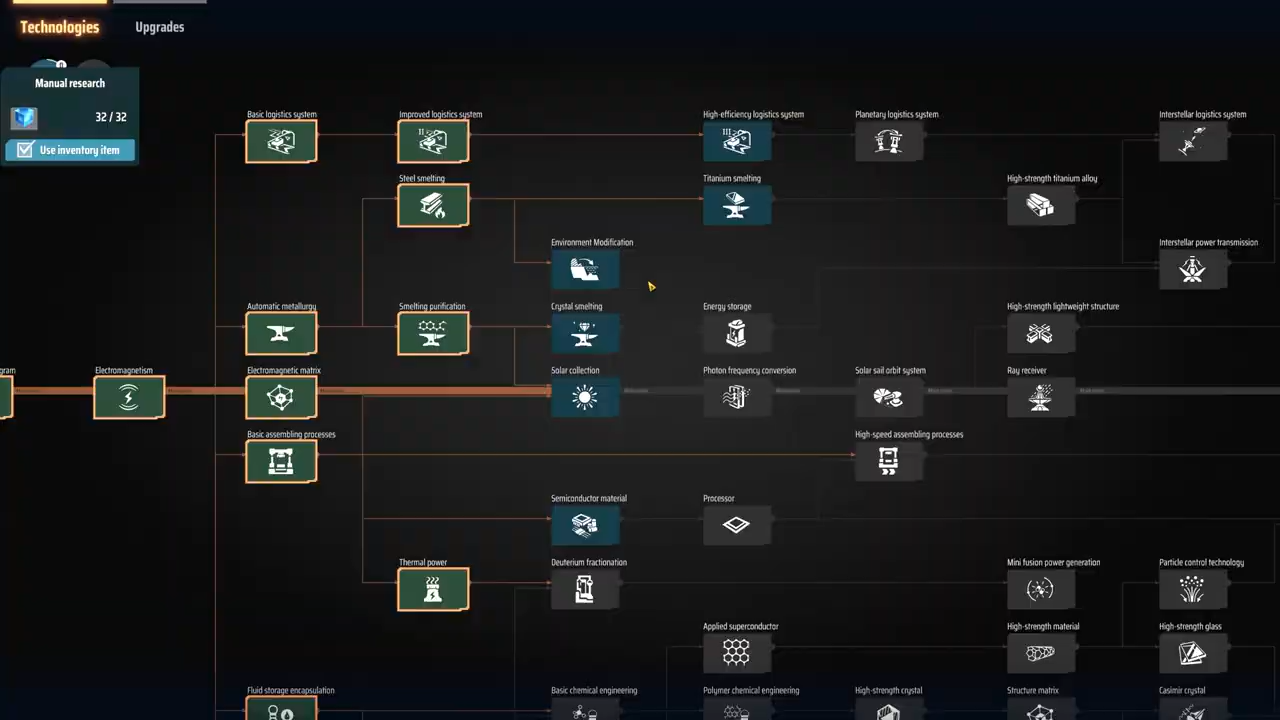 Technologies
Upgrades
Manual research
32 / 32
Use inventory item
Basic logistics system
Improved logistics system
High-efficiency logistics system
Planetary logistics system
Interstellar logistics system
Steel smelting
Titanium smelting
High-strength titanium alloy
Environment Modification
Interstellar power transmission
Automatic metallurgy
Smelting purification
Crystal smelting
Energy storage
High-strength lightweight structure
gram
Electromagnetism
Electromagnetic matrix
Solar collection
Photon frequency conversion
Solar sail orbit system
Ray receiver
Basic assembling processes
High-speed assembling processes
Semiconductor material
Processor
Thermal power
Deuterium fractionation
Mini fusion power generation
Particle control technology
Applied superconductor
High-strength material
High-strength glass
Fluid storage encapsulation
Basic chemical engineering
Polymer chemical engineering
High-strength crystal
Structure matrix
Casimir crystal